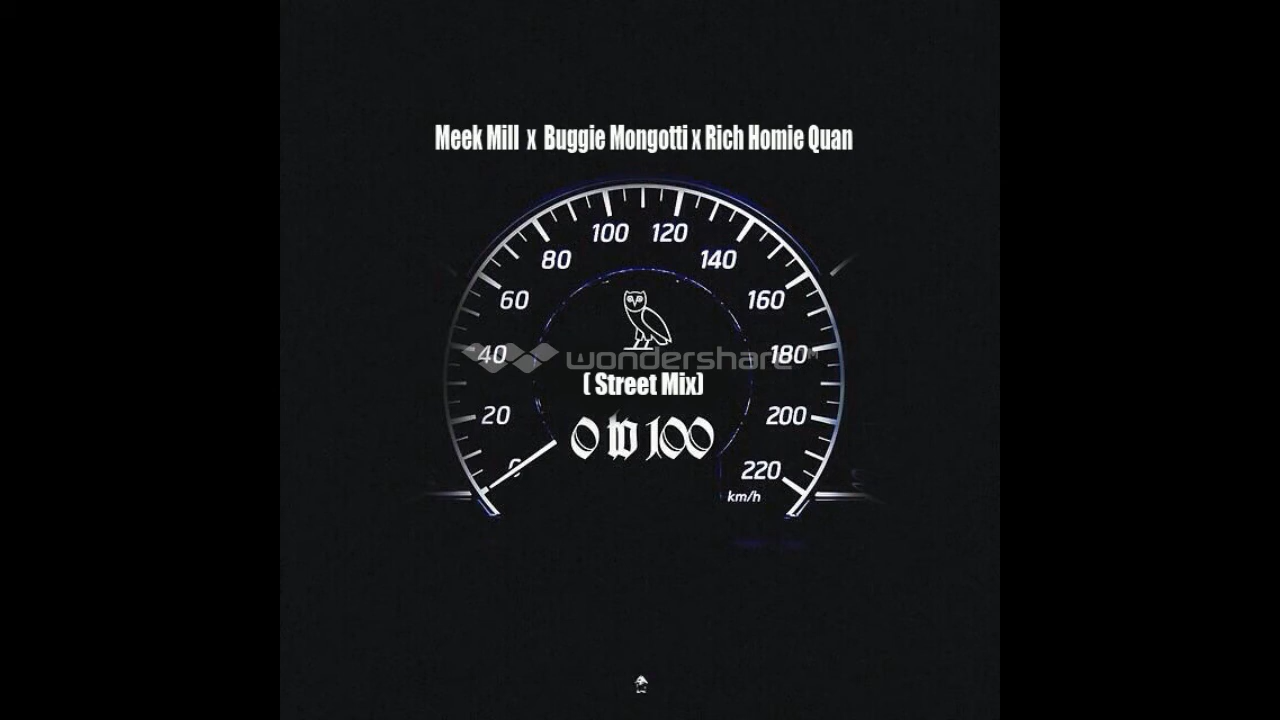 Meek Mill x Buggie Mongotti x Rich Homie Quan
100 120
80 140
60 160
40 wondershare 180
( Street Mix)
20 200
0 to 100
0 220
km/h